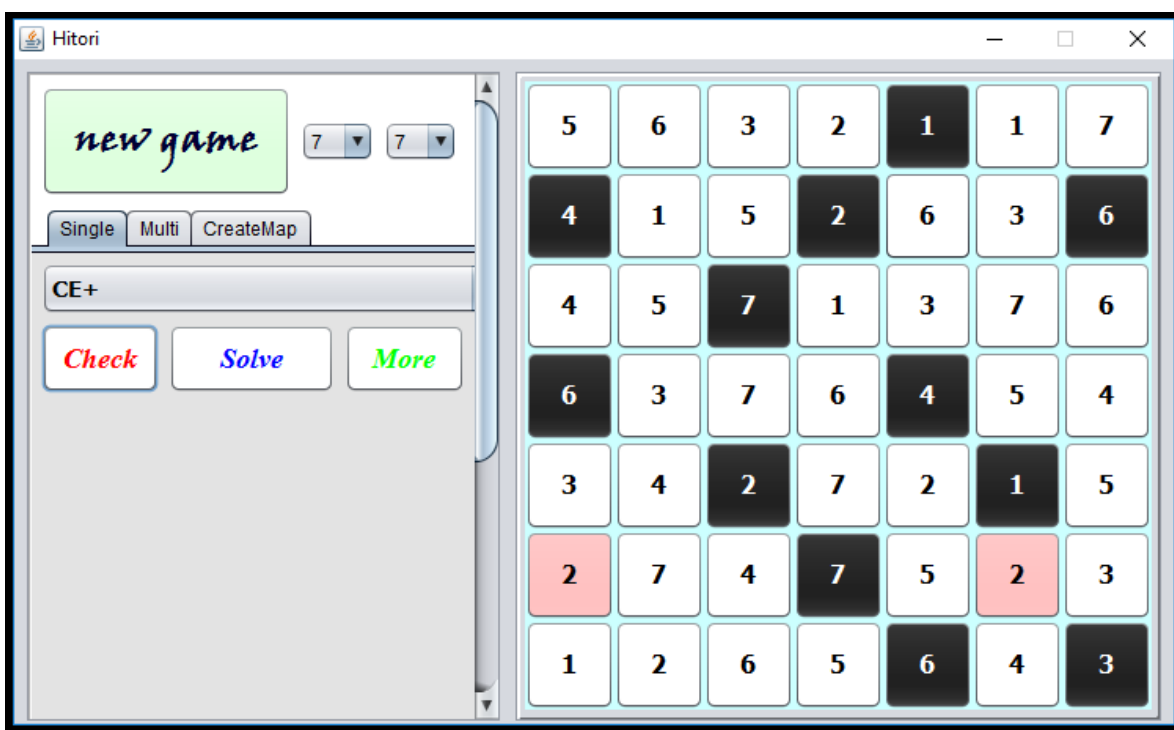 Hitori
new game 7 7
Single Multi CreateMap
CE+
Check Solve More
5 6 3 2 1 1 7
4 1 5 2 6 3 6
4 5 7 1 3 7 6
6 3 7 6 4 5 4
3 4 2 7 2 1 5
2 7 4 7 5 2 3
1 2 6 5 6 4 3